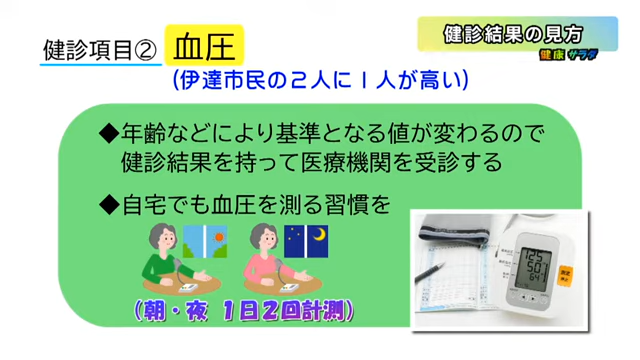 健診結果の見方
健康サラダ
健診項目② 血圧
(伊達市民の2人に1人が高い)
◆年齢などにより基準となる値が変わるので
健診結果を持って医療機関を受診する
◆自宅でも血圧を測る習慣を
(朝・夜 1日2回計測)